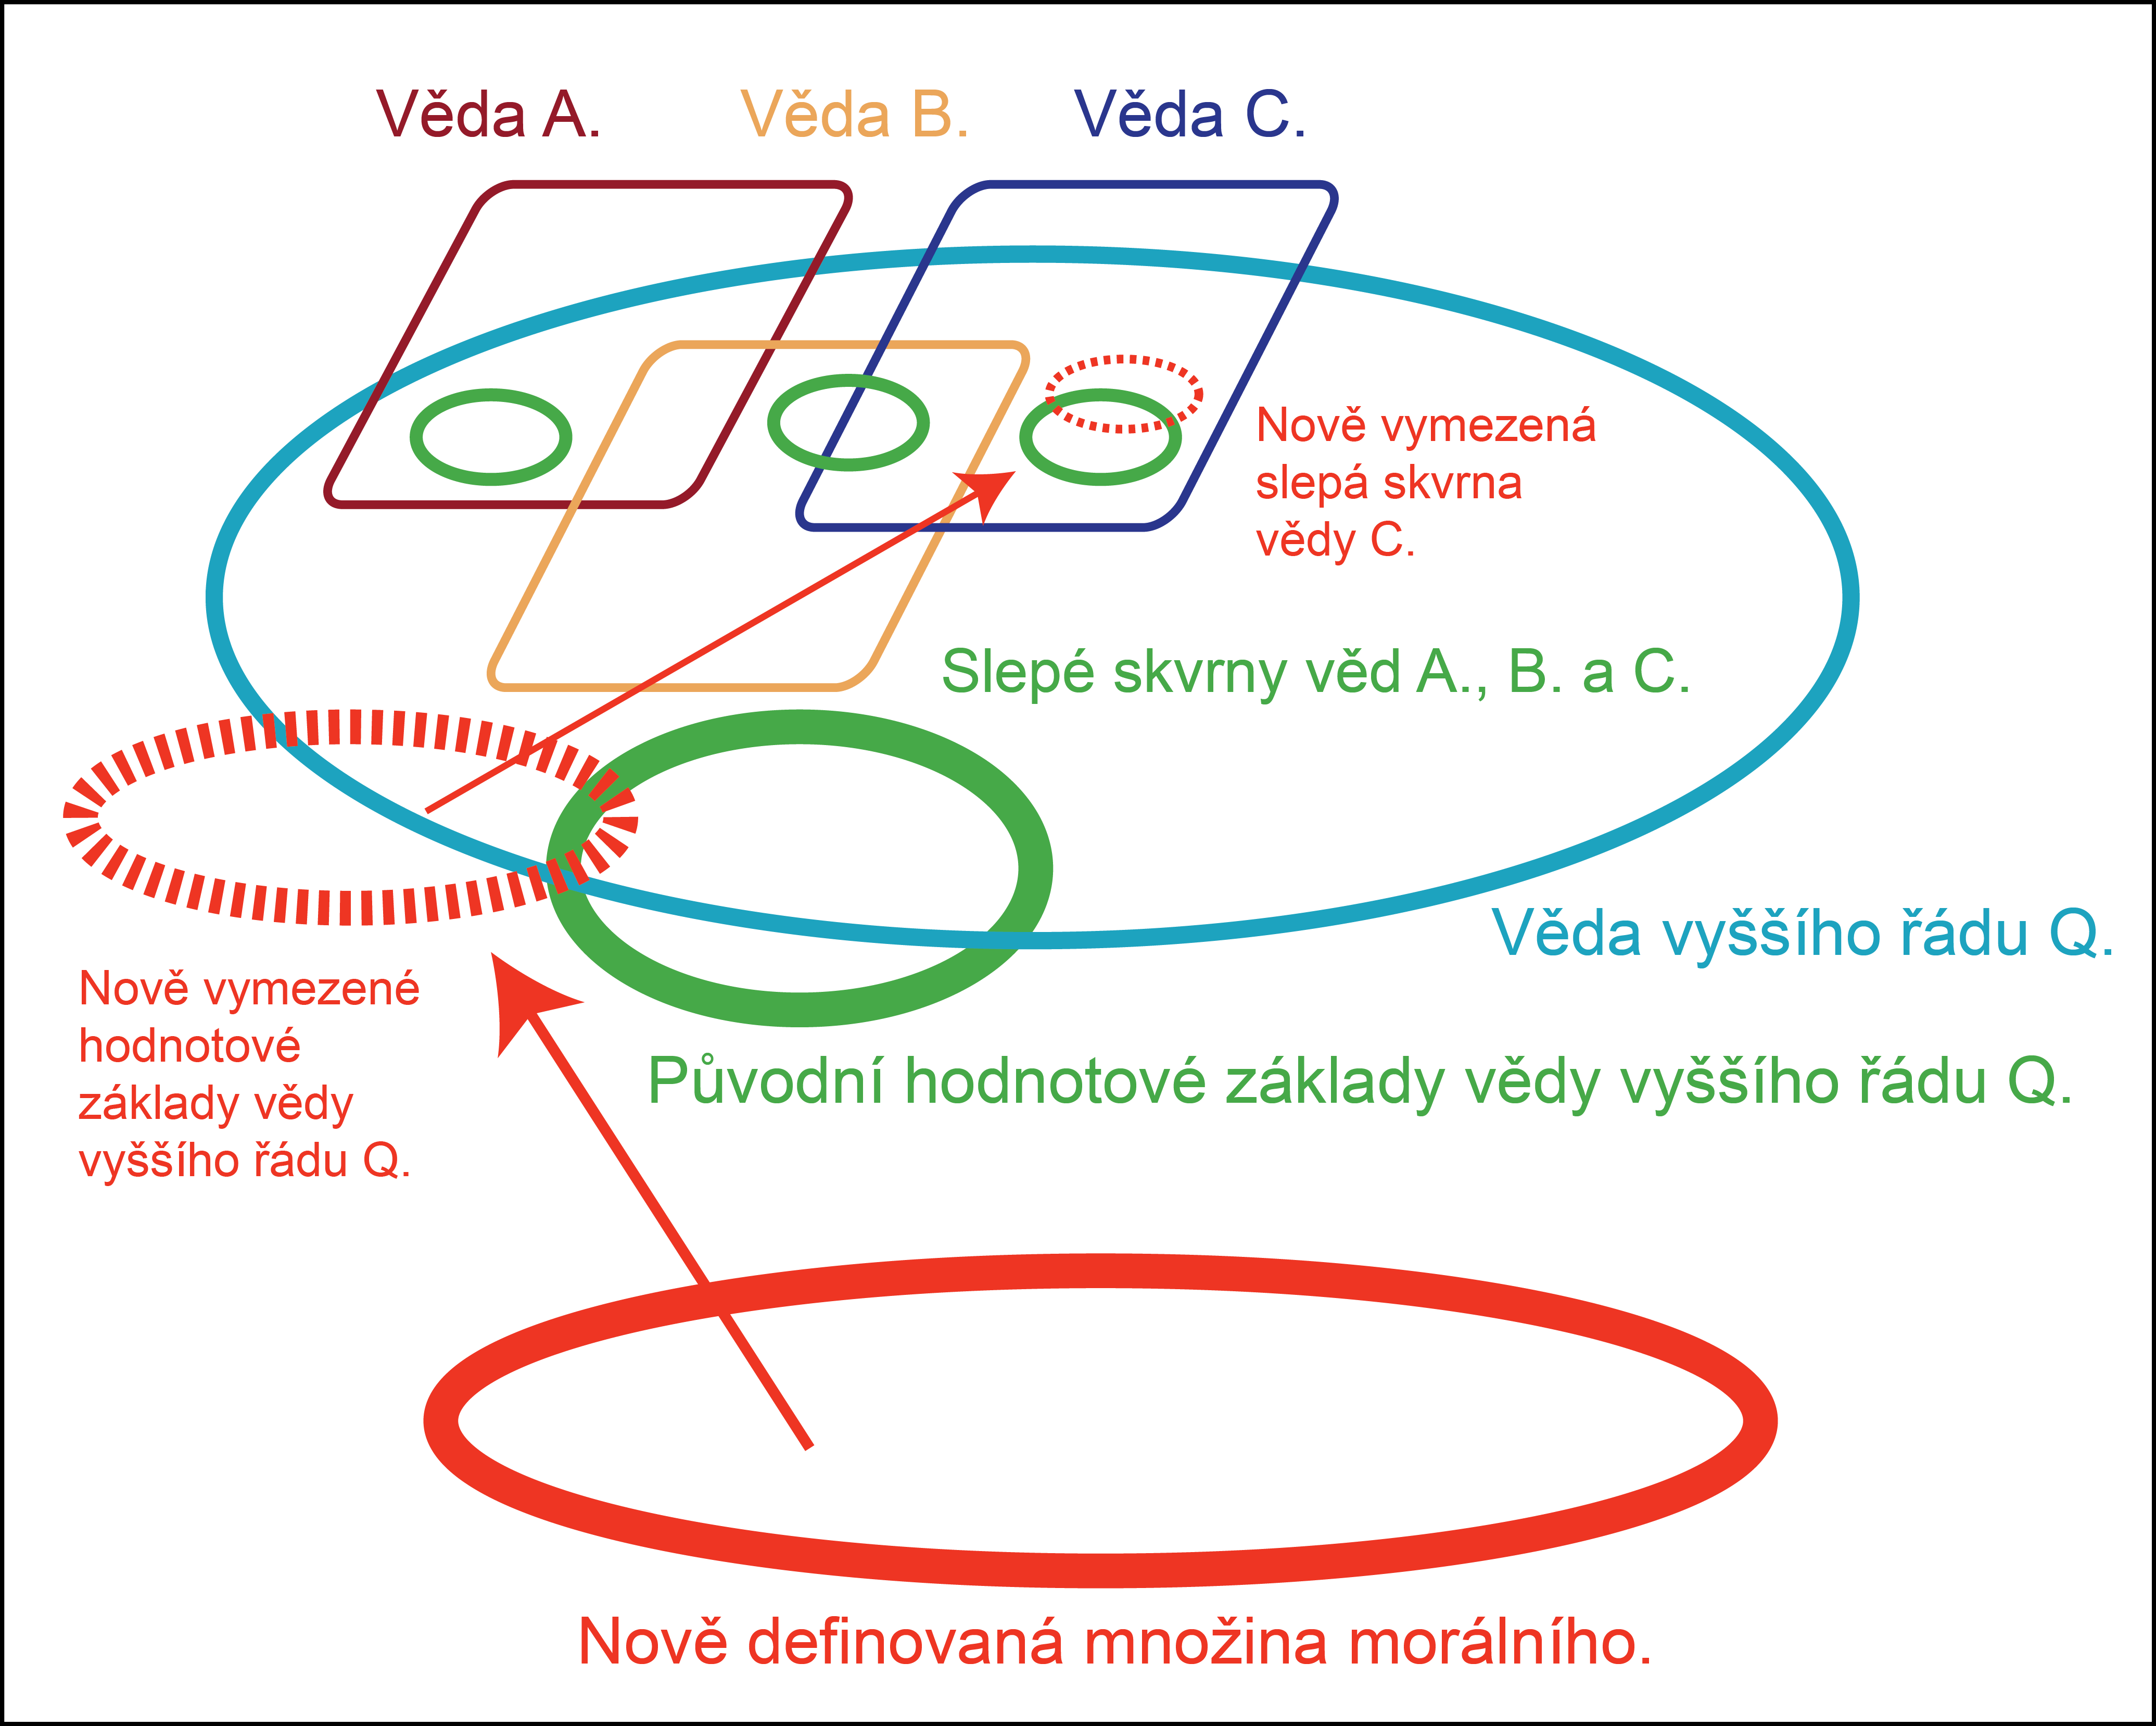 Věda A.
Věda B.
Věda C.
Nově vymezená
slepá skvrna
vědy C.
Slepé skvrny věd A., B. a C.
Věda vyššího řádu Q.
Nově vymezené
hodnotové
základy vědy
vyššího řádu Q.
Původní hodnotové základy vědy vyššího řádu Q.
Nově definovaná množina morálního.